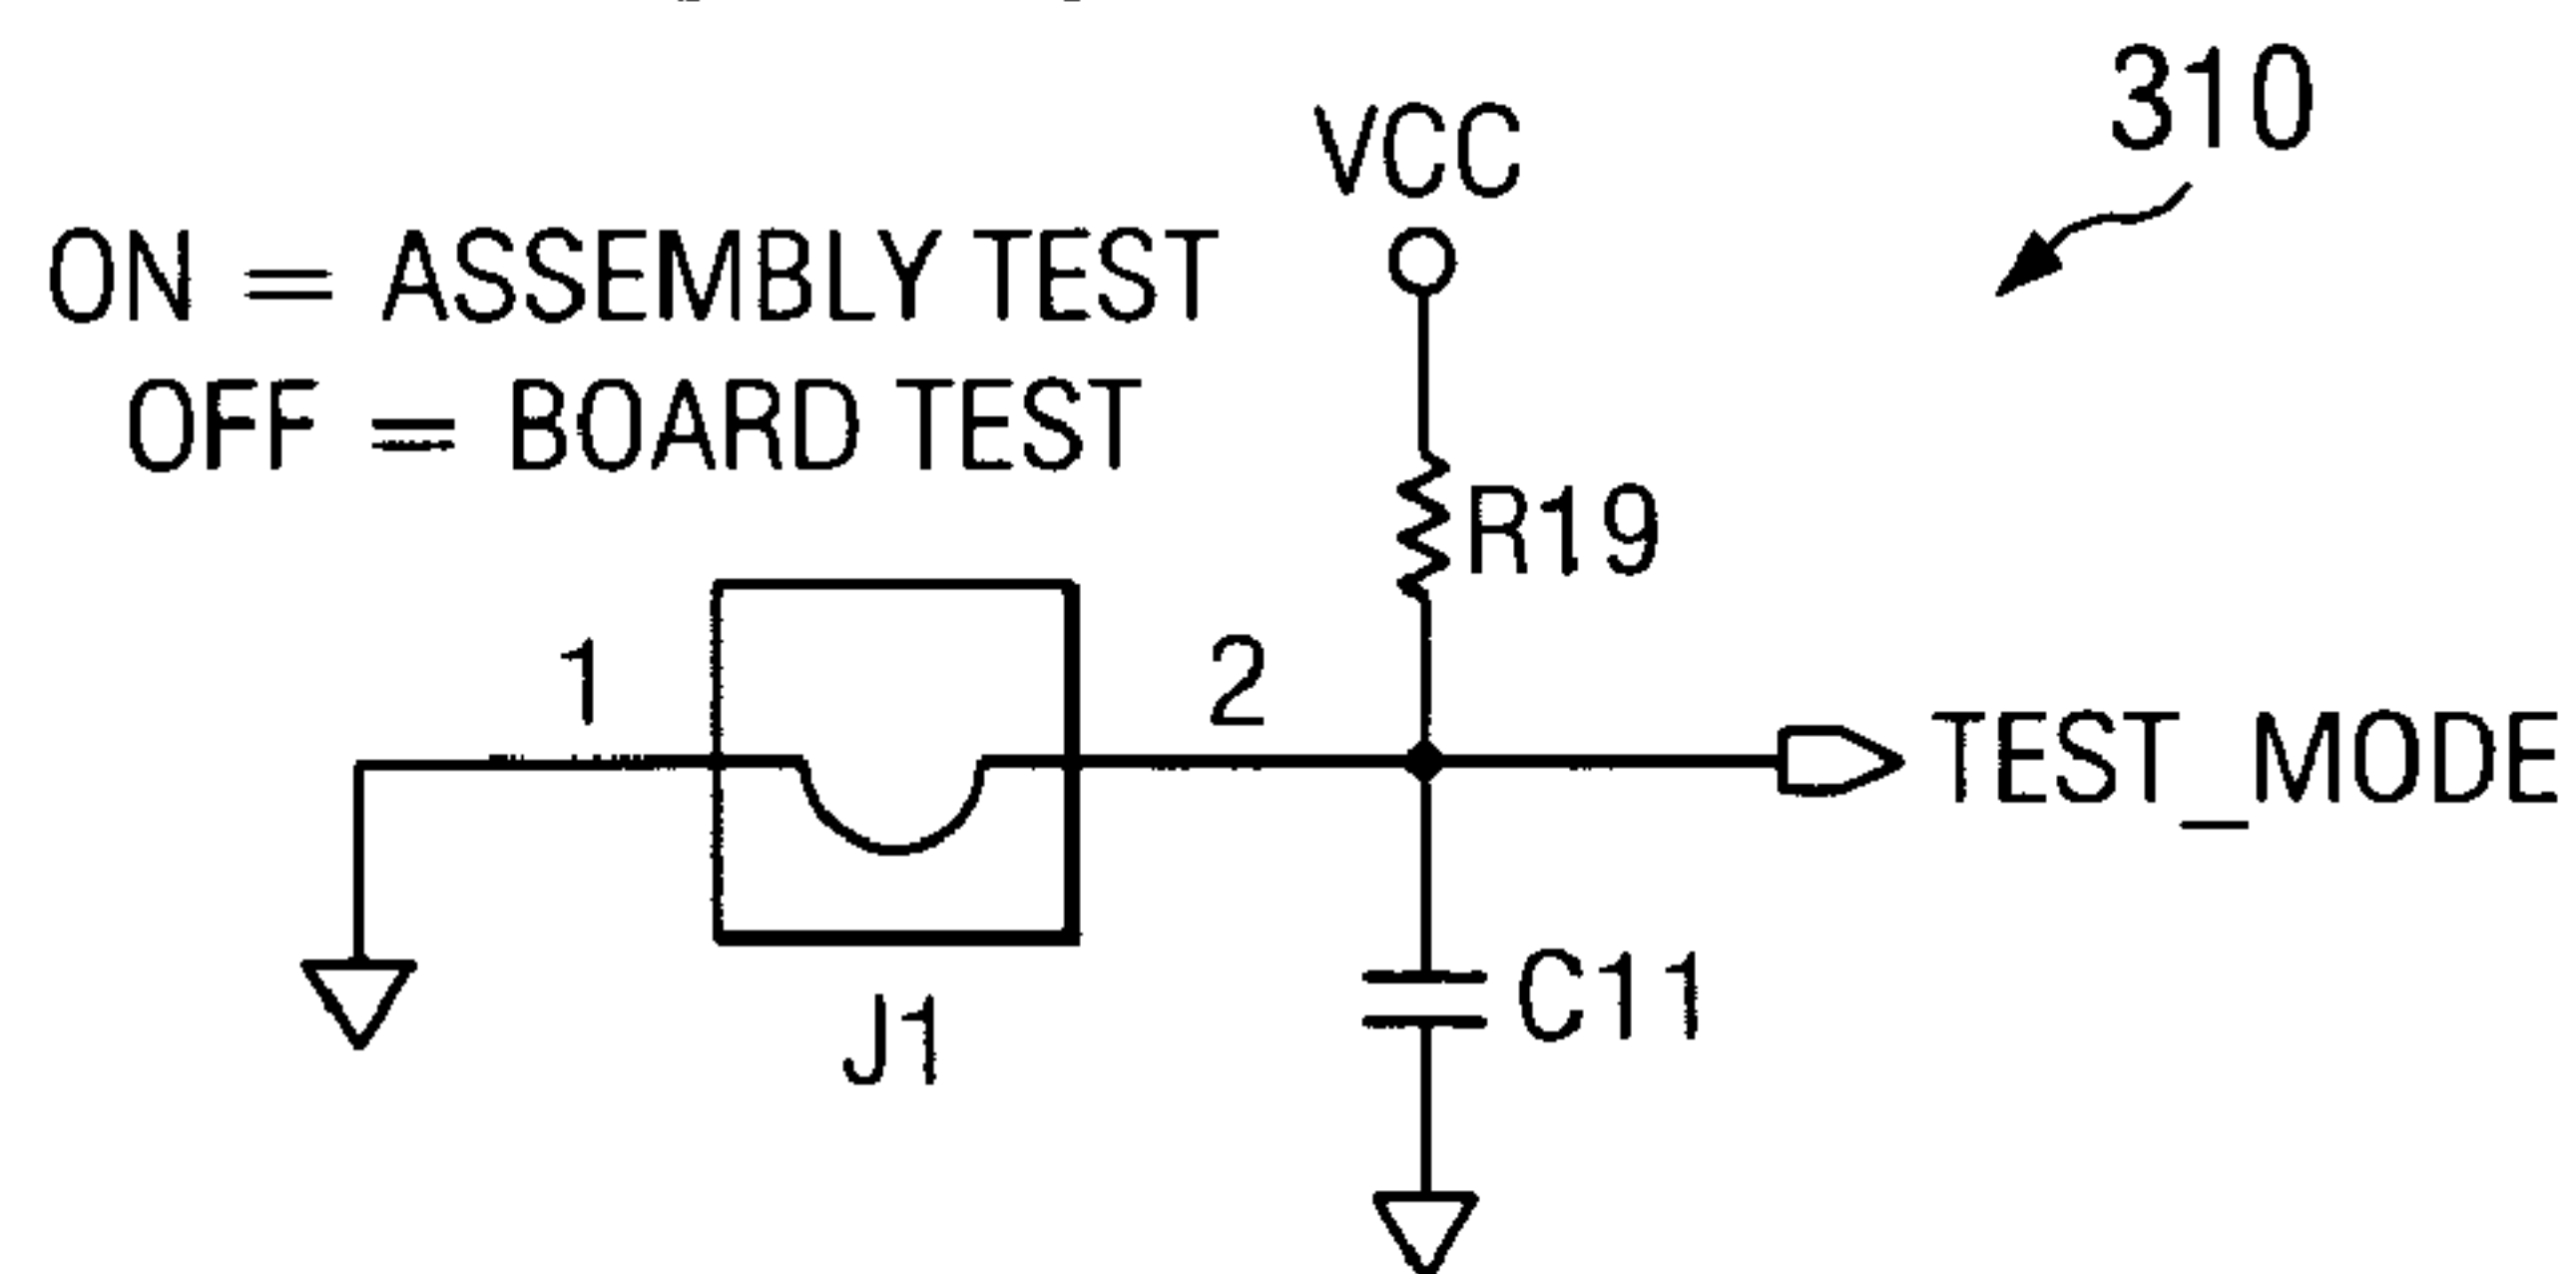 310
VCC
ON = ASSEMBLY TEST
OFF = BOARD TEST
R19
1
2
TEST_MODE
C11
J1